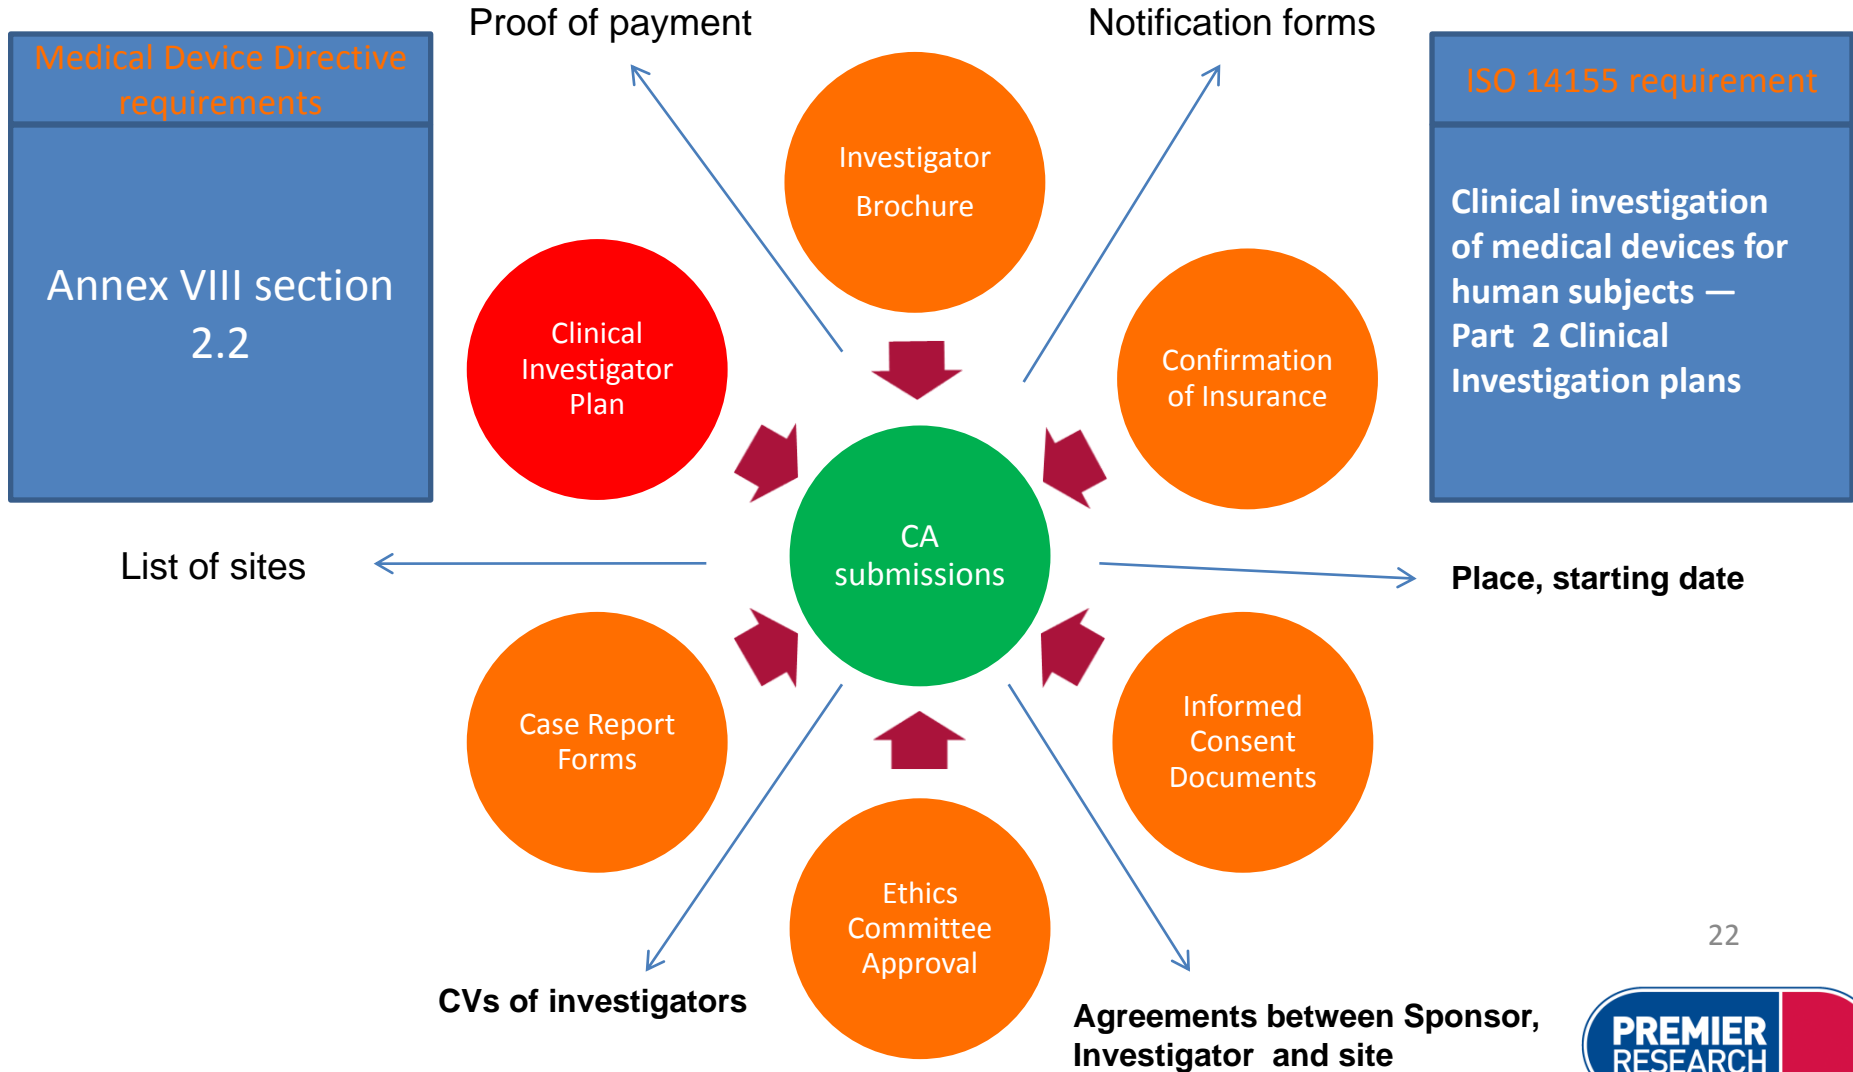 Proof of payment
Notification forms
Medical Device Directive
requirements
Annex VIII section
2.2
Investigator
Brochure
ISO 14155 requirement
Clinical investigation
of medical devices for
human subjects —
Part  2 Clinical
Investigation plans
Clinical
Investigator
Plan
Confirmation
of Insurance
CA
submissions
List of sites
Place, starting date
Case Report
Forms
Informed
Consent
Documents
Ethics
Committee
Approval
CVs of investigators
Agreements between Sponsor,
Investigator  and site
22
PREMIER
RESEARCH